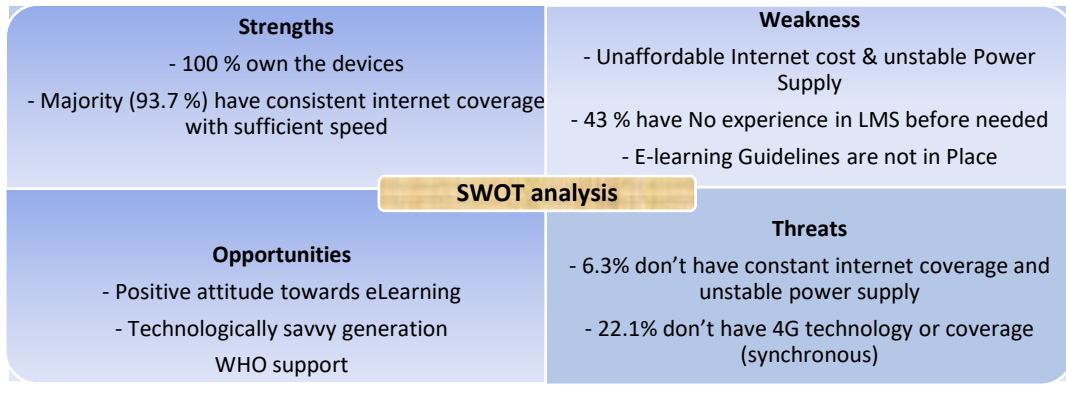 Strengths
- 100 % own the devices
- Majority (93.7 %) have consistent internet coverage
with sufficient speed
Weakness
- Unaffordable Internet cost & unstable Power
Supply
- 43 % have No experience in LMS before needed
- E-learning Guidelines are not in Place
SWOT analysis
Opportunities
- Positive attitude towards eLearning
- Technologically savvy generation
WHO support
Threats
- 6.3% don’t have constant internet coverage and
unstable power supply
- 22.1% don’t have 4G technology or coverage
(synchronous)